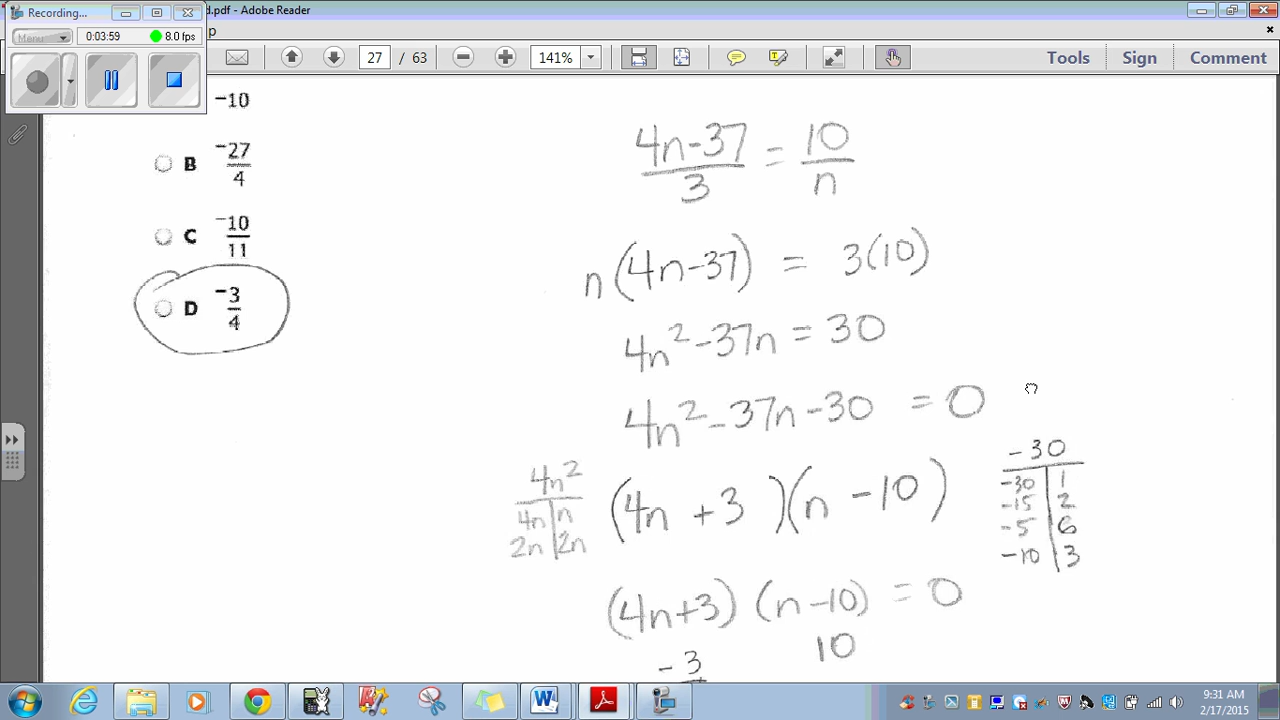 Recording...
d.pdf - Adobe Reader
Menu
0:03:59
8.0 fps
p
27 / 63
141%
Tools
Sign
Comment
-10
B -27/4
C -10/11
D -3/4
4n-37/3 = 10/n
n(4n-37) = 3(10)
4n² -37n = 30
4n² -37n -30 = 0
4n²
4n | n
2n | 2n
(4n +3 )(n -10)
-30
-30 | 1
-15 | 2
-5 | 6
-10 | 3
(4n+3) (n-10) = 0
-3
10
9:31 AM
2/17/2015